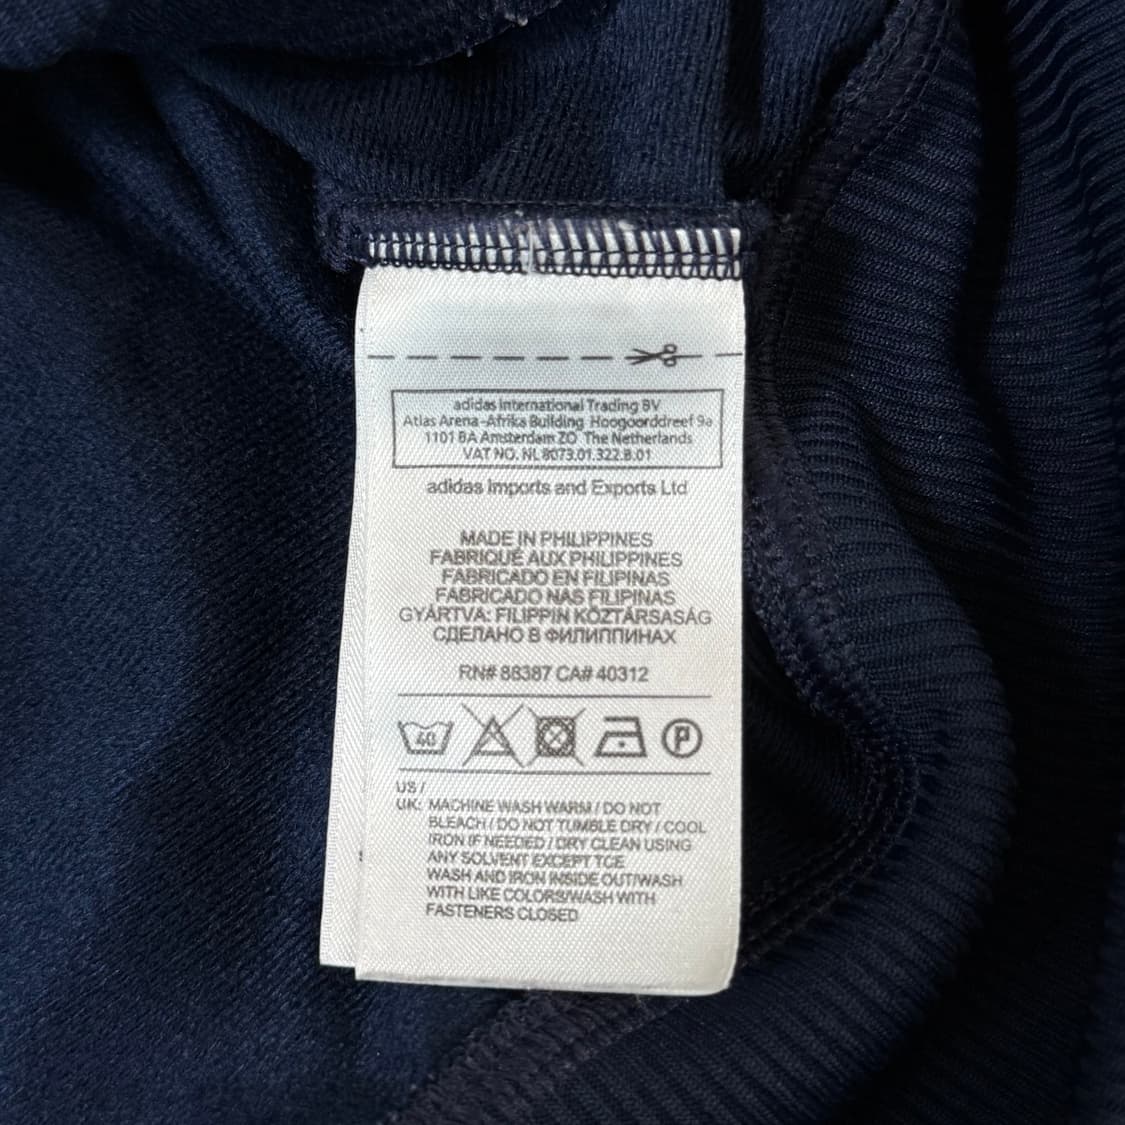 adidas International Trading BV
Atlas Arena-Afrika Building Hoogoorddreef 9a
1101 BA Amsterdam ZO The Netherlands
VAT NO. NL 8073.01.322.B.01
adidas Imports and Exports Ltd
MADE IN PHILIPPINES
FABRIQUÉ AUX PHILIPPINES
FABRICADO EN FILIPINAS
FABRICADO NAS FILIPINAS
GYÁRTVA: FILIPPIN KÖZTÁRSASÁG
СДЕЛАНО В ФИЛИППИНАХ
RN# 88387 CA# 40312
40 P
US /
UK: MACHINE WASH WARM / DO NOT
BLEACH / DO NOT TUMBLE DRY / COOL
IRON IF NEEDED / DRY CLEAN USING
ANY SOLVENT EXCEPT TCE
WASH AND IRON INSIDE OUT/WASH
WITH LIKE COLORS/WASH WITH
FASTENERS CLOSED